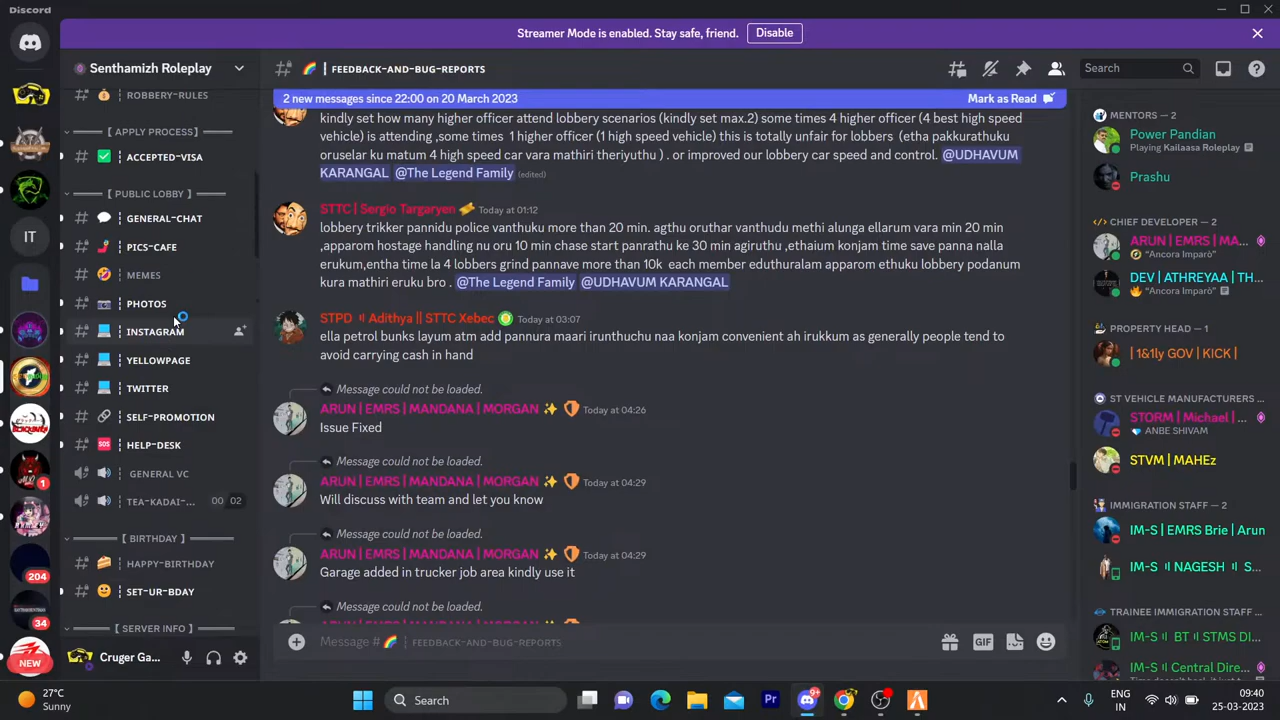 Discord
Streamer Mode is enabled. Stay safe, friend.
Disable
Senthamizh Roleplay
FEEDBACK-AND-BUG-REPORTS
Search
2 new messages since 22:00 on 20 March 2023
Mark as Read
ROBBERY-RULES
[ APPLY PROCESS]
ACCEPTED-VISA
[ PUBLIC LOBBY ]
GENERAL-CHAT
PICS-CAFE
MEMES
PHOTOS
INSTAGRAM
YELLOWPAGE
TWITTER
SELF-PROMOTION
SOS
HELP-DESK
GENERAL VC
TEA-KADAI-...
00 02
[ BIRTHDAY ]
HAPPY-BIRTHDAY
SET-UR-BDAY
[ SERVER INFO ]
IT
1
204
34
NEW
Cruger Ga...
kindly set how many higher officer attend lobbery scenarios (kindly set max.2) some times 4 higher officer (4 best high speed
vehicle) is attending ,some times 1 higher officer (1 high speed vehicle) this is totally unfair for lobbers (etha pakkurathuku
oruselar ku matum 4 high speed car vara mathiri theriyuthu ) . or improved our lobbery car speed and control. @UDHAVUM
KARANGAL @The Legend Family (edited)
STTC | Sergio Targaryen Today at 01:12
lobbery trikker pannidu police vanthuku more than 20 min. agthu oruthar vanthudu methi alunga ellarum vara min 20 min
,apparom hostage handling nu oru 10 min chase start panrathu ke 30 min agiruthu ,ethaium konjam time save panna nalla
erukum,entha time la 4 lobbers grind pannave more than 10k each member eduthuralam apparom ethuku lobbery podanum
kura mathiri eruku bro . @The Legend Family @UDHAVUM KARANGAL
STPD 〢 Adithya || STTC Xebec Today at 03:07
ella petrol bunks layum atm add pannura maari irunthuchu naa konjam convenient ah irukkum as generally people tend to
avoid carrying cash in hand
Message could not be loaded.
ARUN | EMRS | MANDANA | MORGAN Today at 04:26
Issue Fixed
Message could not be loaded.
ARUN | EMRS | MANDANA | MORGAN Today at 04:29
Will discuss with team and let you know
Message could not be loaded.
ARUN | EMRS | MANDANA | MORGAN Today at 04:29
Garage added in trucker job area kindly use it
Message could not be loaded.
Message # | FEEDBACK-AND-BUG-REPORTS
GIF
MENTORS — 2
Power Pandian
Playing Kailaasa Roleplay
Prashu
CHIEF DEVELOPER — 2
ARUN | EMRS | MA...
"Ancora Imparò"
DEV | ATHREYAA | TH...
"Ancora Imparò"
PROPERTY HEAD — 1
| 1&1ly GOV | KICK |
ST VEHICLE MANUFACTURERS ...
STORM | Michael | ...
ANBE SHIVAM
STVM | MAHEz
IMMIGRATION STAFF — 2
IM-S | EMRS Brie | Arun
IM-S 〢 NAGESH 〢 S...
TRAINEE IMMIGRATION STAFF ...
IM-S 〢 BT 〢 STMS DI...
IM-S 〢 Central Dire...
27°C
Sunny
Search
Pr
9+
ENG
IN
09:40
25-03-2023